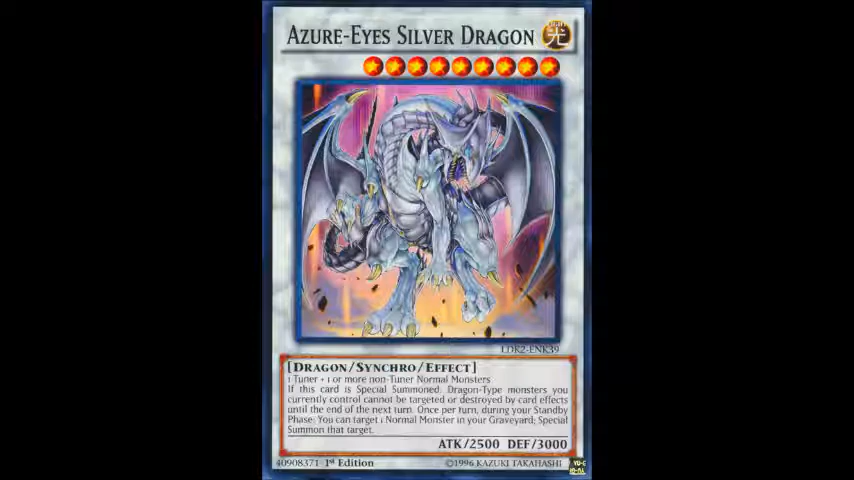 AZURE-EYES SILVER DRAGON
光
LDK2-ENK39
[DRAGON/SYNCHRO/EFFECT]
1 Tuner + 1 or more non-Tuner Normal Monsters
If this card is Special Summoned: Dragon-Type monsters you
currently control cannot be targeted or destroyed by card effects
until the end of the next turn. Once per turn, during your Standby
Phase: You can target 1 Normal Monster in your Graveyard; Special
Summon that target.
ATK/2500 DEF/3000
40908371 1st Edition ©1996 KAZUKI TAKAHASHI